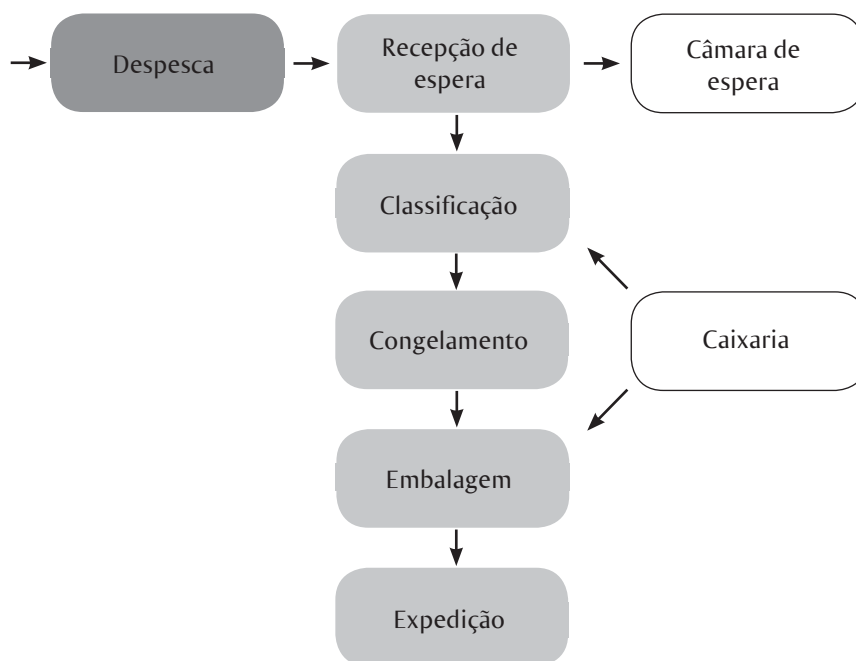 Despesca
Recepção de
espera
Câmara de
espera
Classificação
Congelamento
Caixaria
Embalagem
Expedição